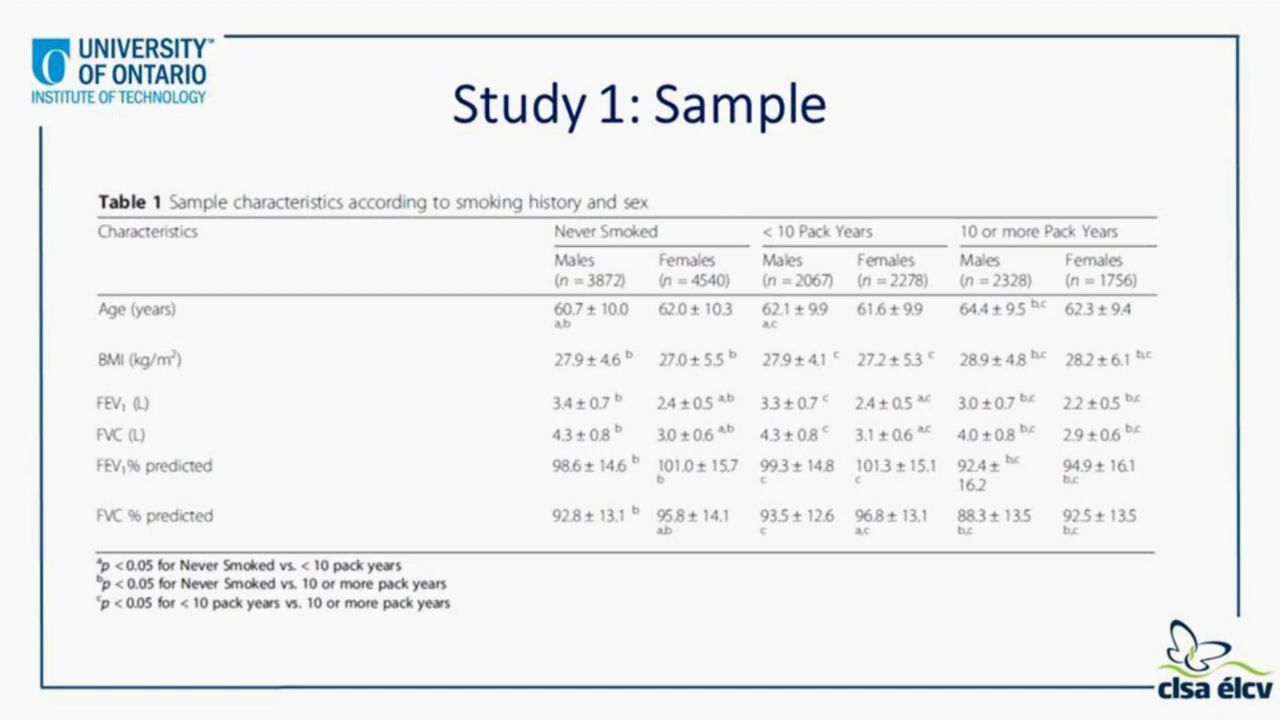 UNIVERSITY™
OF ONTARIO
INSTITUTE OF TECHNOLOGY
Study 1: Sample
Table 1 Sample characteristics according to smoking history and sex
Characteristics Never Smoked < 10 Pack Years 10 or more Pack Years
Males Females Males Females Males Females
(n = 3872) (n = 4540) (n = 2067) (n = 2278) (n = 2328) (n = 1756)
Age (years) 60.7 ± 10.0 62.0 ± 10.3 62.1 ± 9.9 61.6 ± 9.9 64.4 ± 9.5 b,c 62.3 ± 9.4
a,b a,c
BMI (kg/m²) 27.9 ± 4.6 b 27.0 ± 5.5 b 27.9 ± 4.1 c 27.2 ± 5.3 c 28.9 ± 4.8 b,c 28.2 ± 6.1 b,c
FEV₁ (L) 3.4 ± 0.7 b 2.4 ± 0.5 a,b 3.3 ± 0.7 c 2.4 ± 0.5 a,c 3.0 ± 0.7 b,c 2.2 ± 0.5 b,c
FVC (L) 4.3 ± 0.8 b 3.0 ± 0.6 a,b 4.3 ± 0.8 c 3.1 ± 0.6 a,c 4.0 ± 0.8 b,c 2.9 ± 0.6 b,c
FEV₁% predicted 98.6 ± 14.6 b 101.0 ± 15.7 99.3 ± 14.8 101.3 ± 15.1 92.4 ± b,c 94.9 ± 16.1
b c c 16.2 b,c
FVC % predicted 92.8 ± 13.1 b 95.8 ± 14.1 93.5 ± 12.6 96.8 ± 13.1 88.3 ± 13.5 92.5 ± 13.5
a,b c a,c b,c b,c
ᵃp < 0.05 for Never Smoked vs. < 10 pack years
ᵇp < 0.05 for Never Smoked vs. 10 or more pack years
ᶜp < 0.05 for < 10 pack years vs. 10 or more pack years
clsa élcv